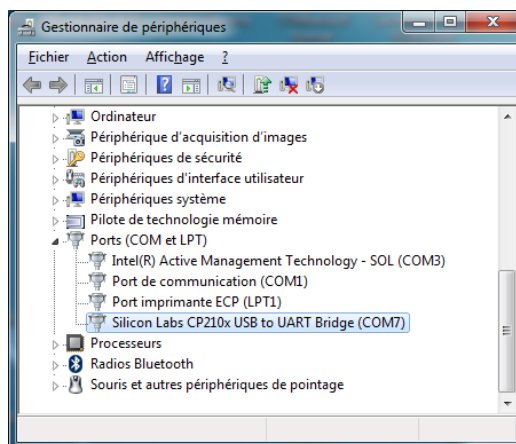 Gestionnaire de périphériques
Fichier Action Affichage ?
Ordinateur
Périphérique d'acquisition d'images
Périphériques de sécurité
Périphériques d'interface utilisateur
Périphériques système
Pilote de technologie mémoire
Ports (COM et LPT)
Intel(R) Active Management Technology - SOL (COM3)
Port de communication (COM1)
Port imprimante ECP (LPT1)
Silicon Labs CP210x USB to UART Bridge (COM7)
Processeurs
Radios Bluetooth
Souris et autres périphériques de pointage